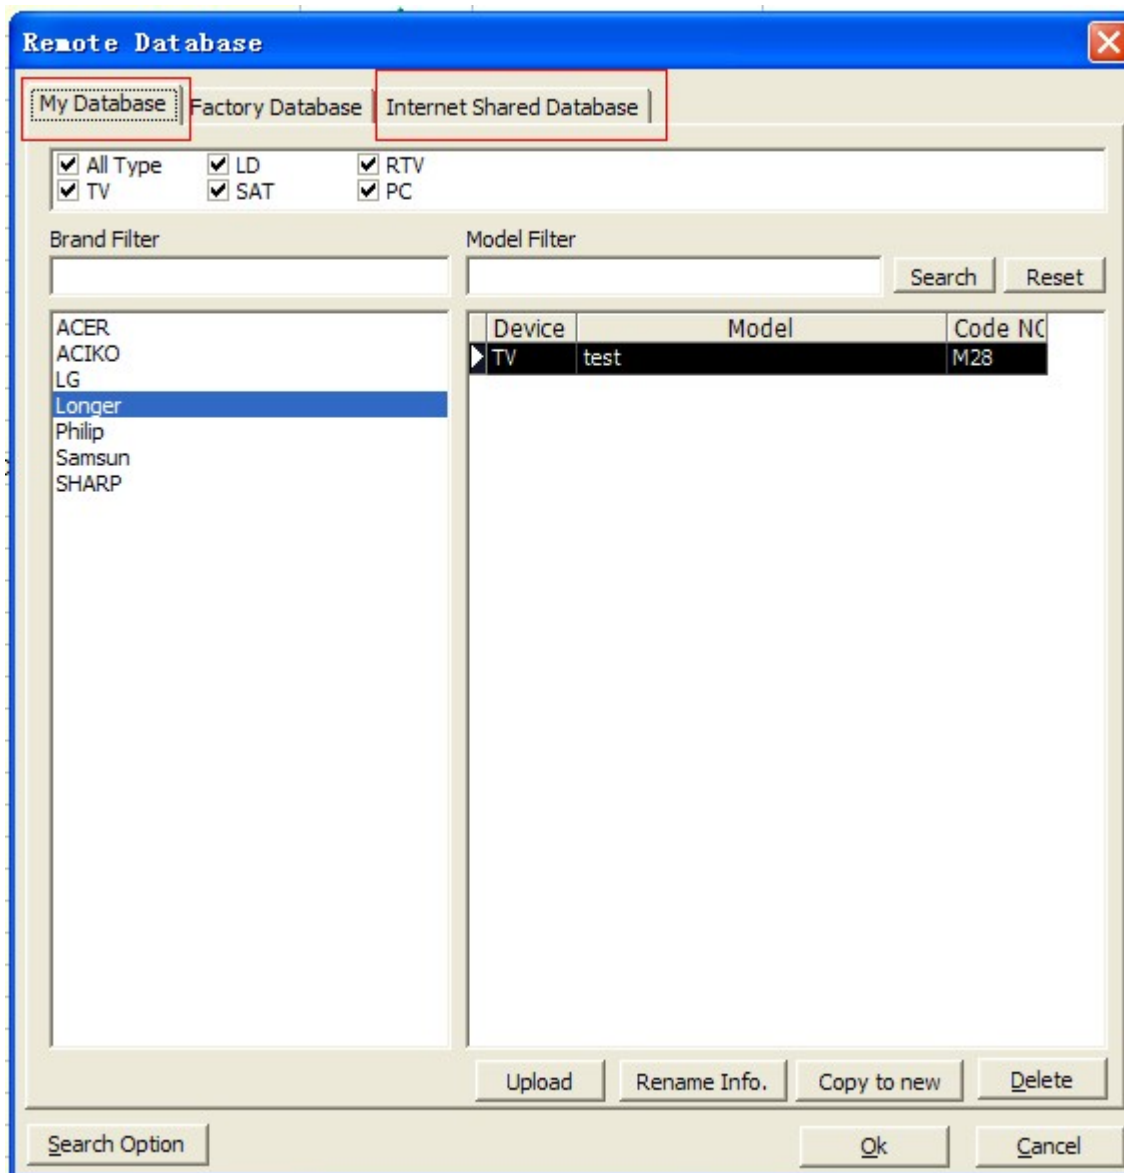 Remote Database
My Database Factory Database Internet Shared Database
All Type LD RTV
TV SAT PC
Brand Filter Model Filter
Search Reset
ACER
ACIKO
LG
Longer
Philip
Samsun
SHARP
Device Model Code NO
TV test M28
Upload Rename Info. Copy to new Delete
Search Option Ok Cancel